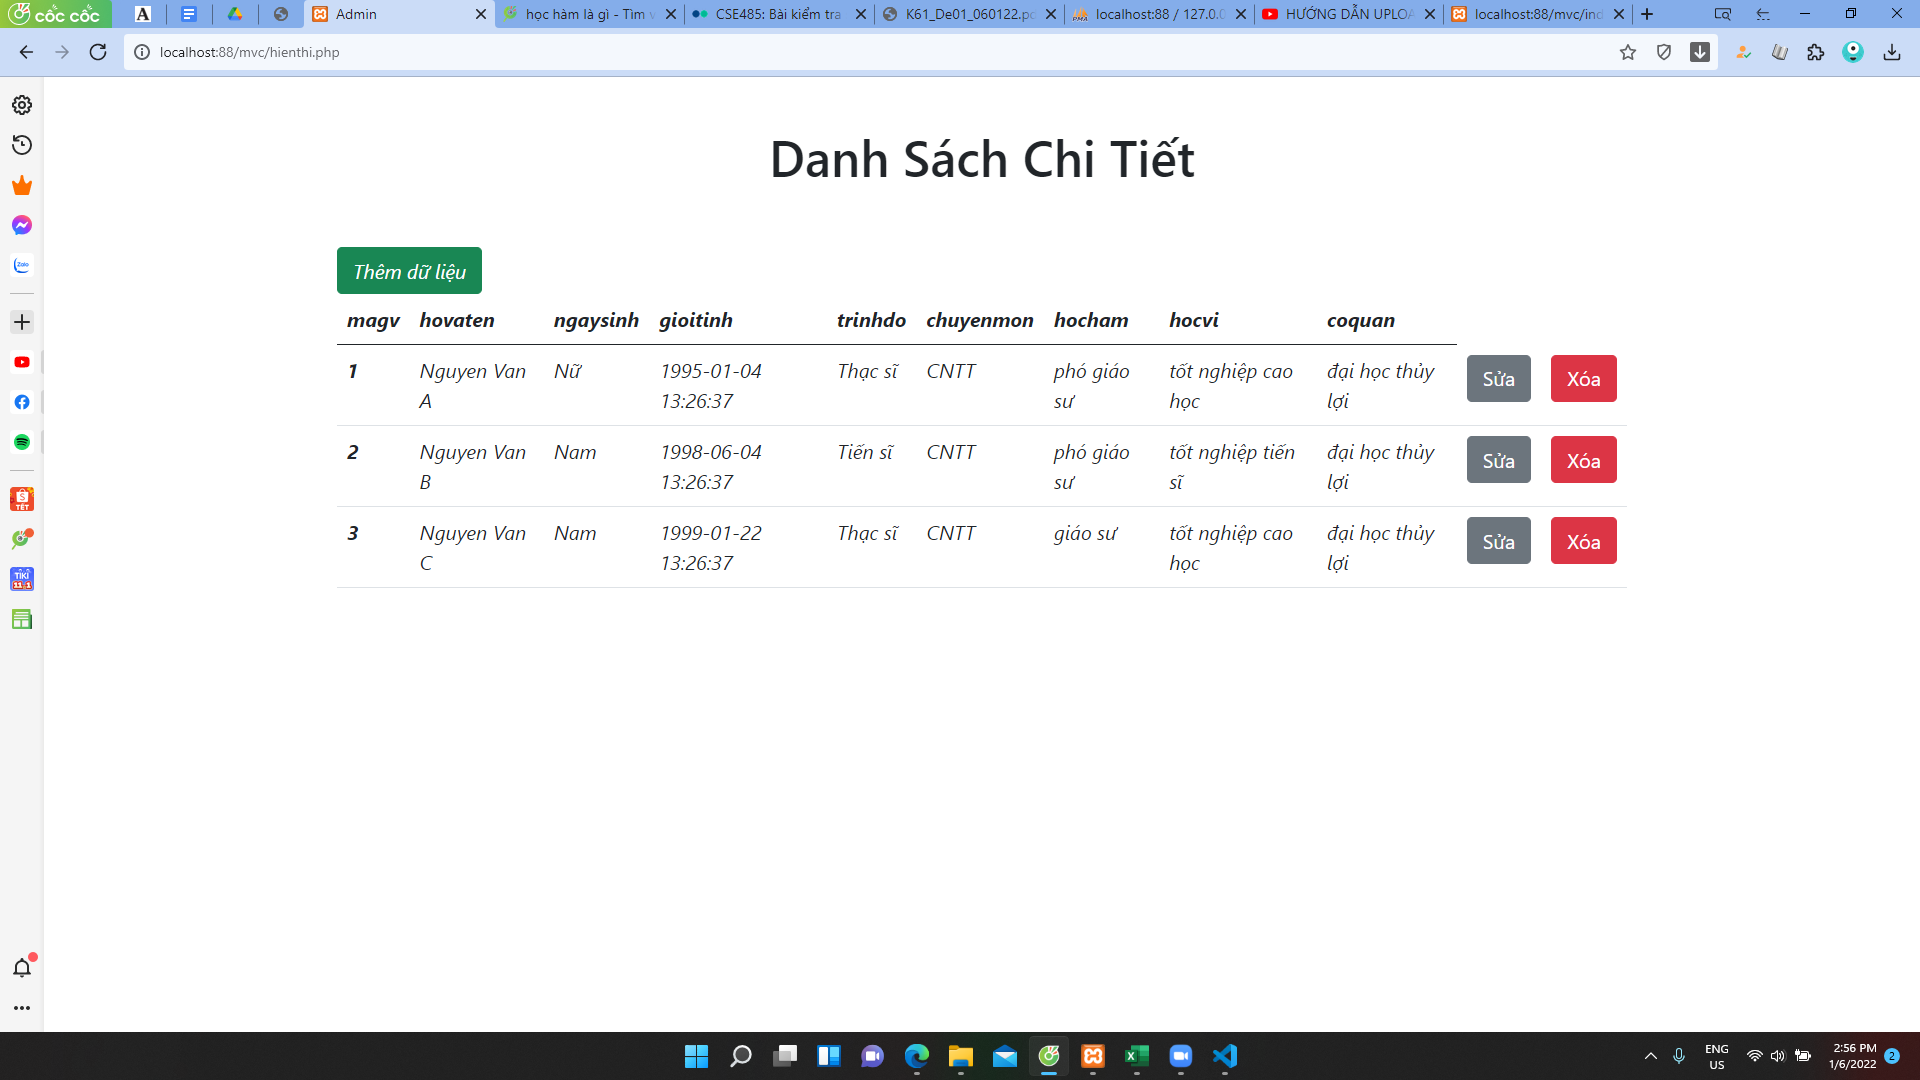 cốc cốc
Admin
học hàm là gì - Tìm
CSE485: Bài kiểm tra
K61_De01_060122.pd
localhost:88 / 127.0.0
HƯỚNG DẪN UPLOA
localhost:88/mvc/ind
localhost:88/mvc/hienthi.php
Danh Sách Chi Tiết
Thêm dữ liệu
magv hovaten ngaysinh gioitinh trinhdo chuyenmon hocham hocvi coquan
1 Nguyen Van Nữ 1995-01-04 Thạc sĩ CNTT phó giáo tốt nghiệp cao đại học thủy Sửa Xóa
A 13:26:37 sư học lợi
2 Nguyen Van Nam 1998-06-04 Tiến sĩ CNTT phó giáo tốt nghiệp tiến đại học thủy Sửa Xóa
B 13:26:37 sư sĩ lợi
3 Nguyen Van Nam 1999-01-22 Thạc sĩ CNTT giáo sư tốt nghiệp cao đại học thủy Sửa Xóa
C 13:26:37 học lợi
Zalo
TẾT
TIKI
ENG
US
2:56 PM
1/6/2022
2